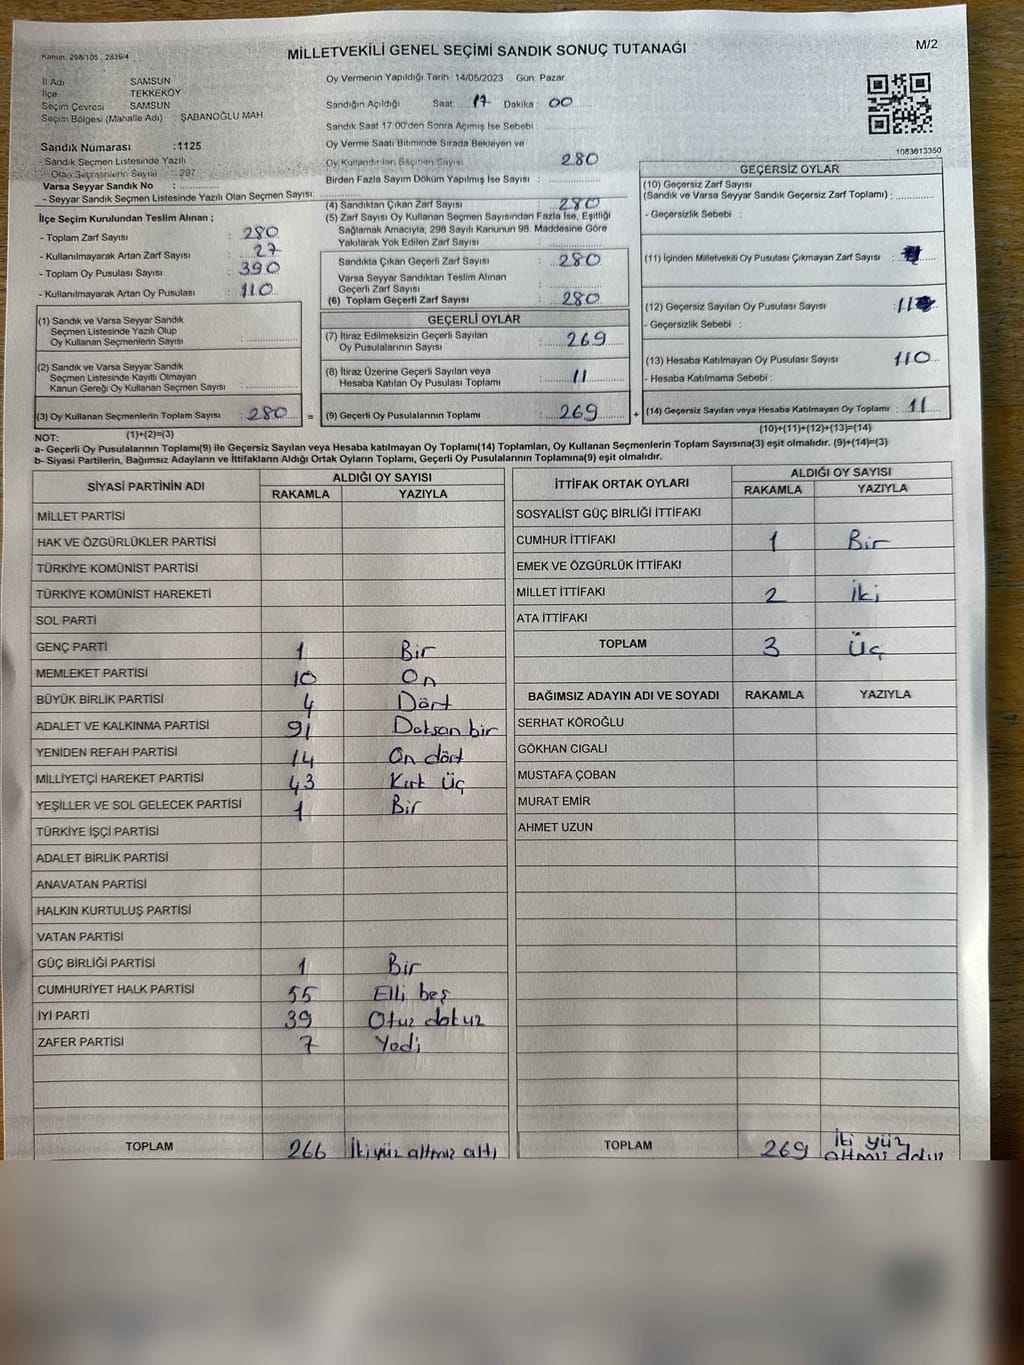 Kanun, 298/105 , 2839/4
MİLLETVEKİLİ GENEL SEÇİMİ SANDIK SONUÇ TUTANAĞI
M/2
İl Adı SAMSUN
İlçe TEKKEKÖY
Seçim Çevresi SAMSUN
Seçim Bölgesi (Mahalle Adı) ŞABANOĞLU MAH
Sandık Numarası :1125
- Sandık Seçmen Listesinde Yazılı
Olan Seçmenlerin Sayısı : 297
Varsa Seyyar Sandık No :
- Seyyar Sandık Seçmen Listesinde Yazılı Olan Seçmen Sayısı:
Oy Vermenin Yapıldığı Tarih 14/05/2023 Gün: Pazar
Sandığın Açıldığı Saat 17 Dakika 00
Sandık Saat 17:00'den Sonra Açılmış İse Sebebi
Oy Verme Saati Bitiminde Sırada Bekleyen ve
Oy Kullandırılan Seçmen Sayısı 280
Birden Fazla Sayım Döküm Yapılmış İse Sayısı :
1083613350
İlçe Seçim Kurulundan Teslim Alınan ;
- Toplam Zarf Sayısı : 280
- Kullanılmayarak Artan Zarf Sayısı : 27
- Toplam Oy Pusulası Sayısı : 390
- Kullanılmayarak Artan Oy Pusulası : 110
(4) Sandıktan Çıkan Zarf Sayısı : 280
(5) Zarf Sayısı Oy Kullanan Seçmen Sayısından Fazla İse, Eşitliği
Sağlamak Amacıyla, 298 Sayılı Kanunun 98. Maddesine Göre
Yakılarak Yok Edilen Zarf Sayısı :
Sandıkta Çıkan Geçerli Zarf Sayısı : 280
Varsa Seyyar Sandıktan Teslim Alınan
Geçerli Zarf Sayısı :
(6) Toplam Geçerli Zarf Sayısı : 280
GEÇERSİZ OYLAR
(10) Geçersiz Zarf Sayısı
(Sandık ve Varsa Seyyar Sandık Geçersiz Zarf Toplamı) :
- Geçersizlik Sebebi :
(11) İçinden Milletvekili Oy Pusulası Çıkmayan Zarf Sayısı :
(12) Geçersiz Sayılan Oy Pusulası Sayısı : 11
- Geçersizlik Sebebi :
(13) Hesaba Katılmayan Oy Pusulası Sayısı : 110
- Hesaba Katılmama Sebebi :
(14) Geçersiz Sayılan veya Hesaba Katılmayan Oy Toplamı : 11
(10)+(11)+(12)+(13)=(14)
(1) Sandık ve Varsa Seyyar Sandık
Seçmen Listesinde Yazılı Olup
Oy Kullanan Seçmenlerin Sayısı :
(2) Sandık ve Varsa Seyyar Sandık
Seçmen Listesinde Kayıtlı Olmayan
Kanun Gereği Oy Kullanan Seçmen Sayısı :
(3) Oy Kullanan Seçmenlerin Toplam Sayısı : 280 =
(1)+(2)=(3)
GEÇERLİ OYLAR
(7) İtiraz Edilmeksizin Geçerli Sayılan
Oy Pusulalarının Sayısı : 269
(8) İtiraz Üzerine Geçerli Sayılan veya
Hesaba Katılan Oy Pusulası Toplamı : 11
(9) Geçerli Oy Pusulalarının Toplamı : 269 +
NOT:
a- Geçerli Oy Pusulalarının Toplamı(9) ile Geçersiz Sayılan veya Hesaba katılmayan Oy Toplamı(14) Toplamları, Oy Kullanan Seçmenlerin Toplam Sayısına(3) eşit olmalıdır. (9)+(14)=(3)
b- Siyasi Partilerin, Bağımsız Adayların ve İttifakların Aldığı Ortak Oyların Toplamı, Geçerli Oy Pusulalarının Toplamına(9) eşit olmalıdır.
SİYASİ PARTİNİN ADI ALDIĞI OY SAYISI
RAKAMLA YAZIYLA
MİLLET PARTİSİ
HAK VE ÖZGÜRLÜKLER PARTİSİ
TÜRKİYE KOMÜNİST PARTİSİ
TÜRKİYE KOMÜNİST HAREKETİ
SOL PARTİ
GENÇ PARTİ 1 Bir
MEMLEKET PARTİSİ 10 On
BÜYÜK BİRLİK PARTİSİ 4 Dört
ADALET VE KALKINMA PARTİSİ 91 Doksan bir
YENİDEN REFAH PARTİSİ 14 On dört
MİLLİYETÇİ HAREKET PARTİSİ 43 Kırk üç
YEŞİLLER VE SOL GELECEK PARTİSİ 1 Bir
TÜRKİYE İŞÇİ PARTİSİ
ADALET BİRLİK PARTİSİ
ANAVATAN PARTİSİ
HALKIN KURTULUŞ PARTİSİ
VATAN PARTİSİ
GÜÇ BİRLİĞİ PARTİSİ 1 Bir
CUMHURİYET HALK PARTİSİ 55 Elli beş
İYİ PARTİ 39 Otuz dokuz
ZAFER PARTİSİ 7 Yedi
TOPLAM 266 İki yüz altmış altı
İTTİFAK ORTAK OYLARI ALDIĞI OY SAYISI
RAKAMLA YAZIYLA
SOSYALİST GÜÇ BİRLİĞİ İTTİFAKI
CUMHUR İTTİFAKI 1 Bir
EMEK VE ÖZGÜRLÜK İTTİFAKI
MİLLET İTTİFAKI 2 İki
ATA İTTİFAKI
TOPLAM 3 Üç
BAĞIMSIZ ADAYIN ADI VE SOYADI RAKAMLA YAZIYLA
SERHAT KÖROĞLU
GÖKHAN CIGALI
MUSTAFA ÇOBAN
MURAT EMİR
AHMET UZUN
TOPLAM 269 İki yüz
altmış dokuz